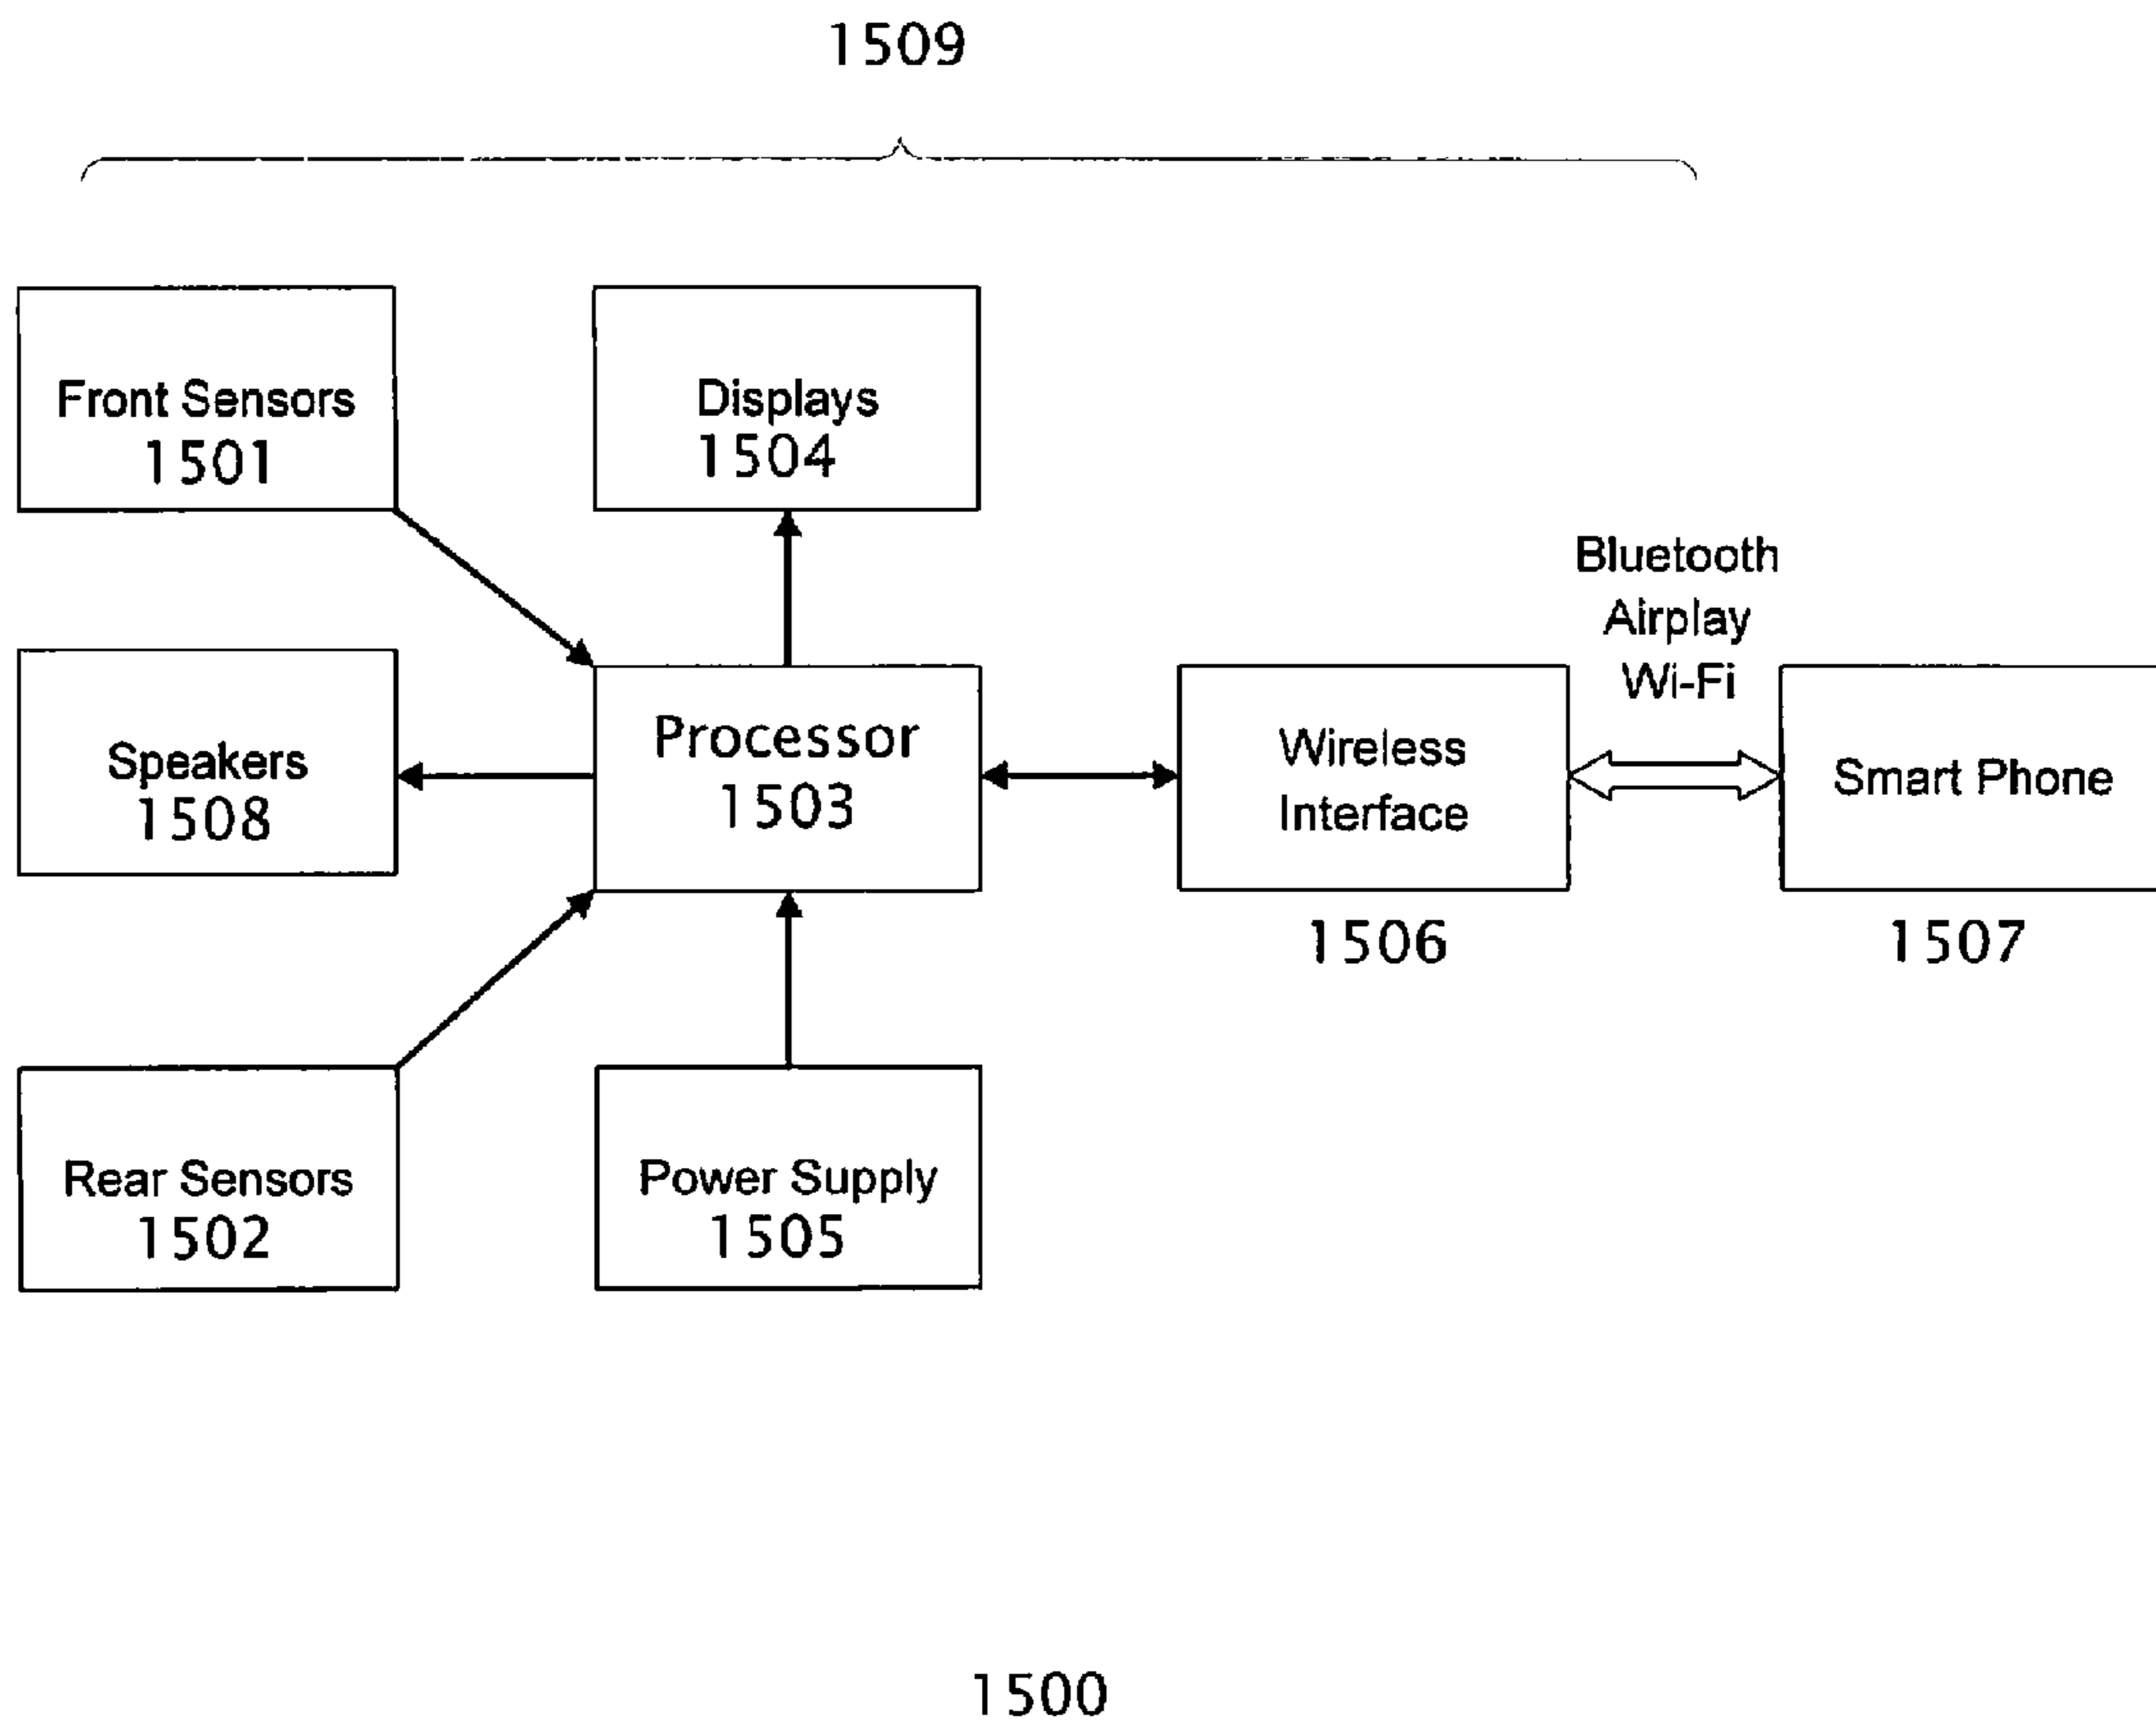 1509
Front Sensors
1501
Displays
1504
Bluetooth
Airplay
Wi-Fi
Speakers
1508
Processor
1503
Wireless
Interface
1506
Smart Phone
1507
Rear Sensors
1502
Power Supply
1505
1500